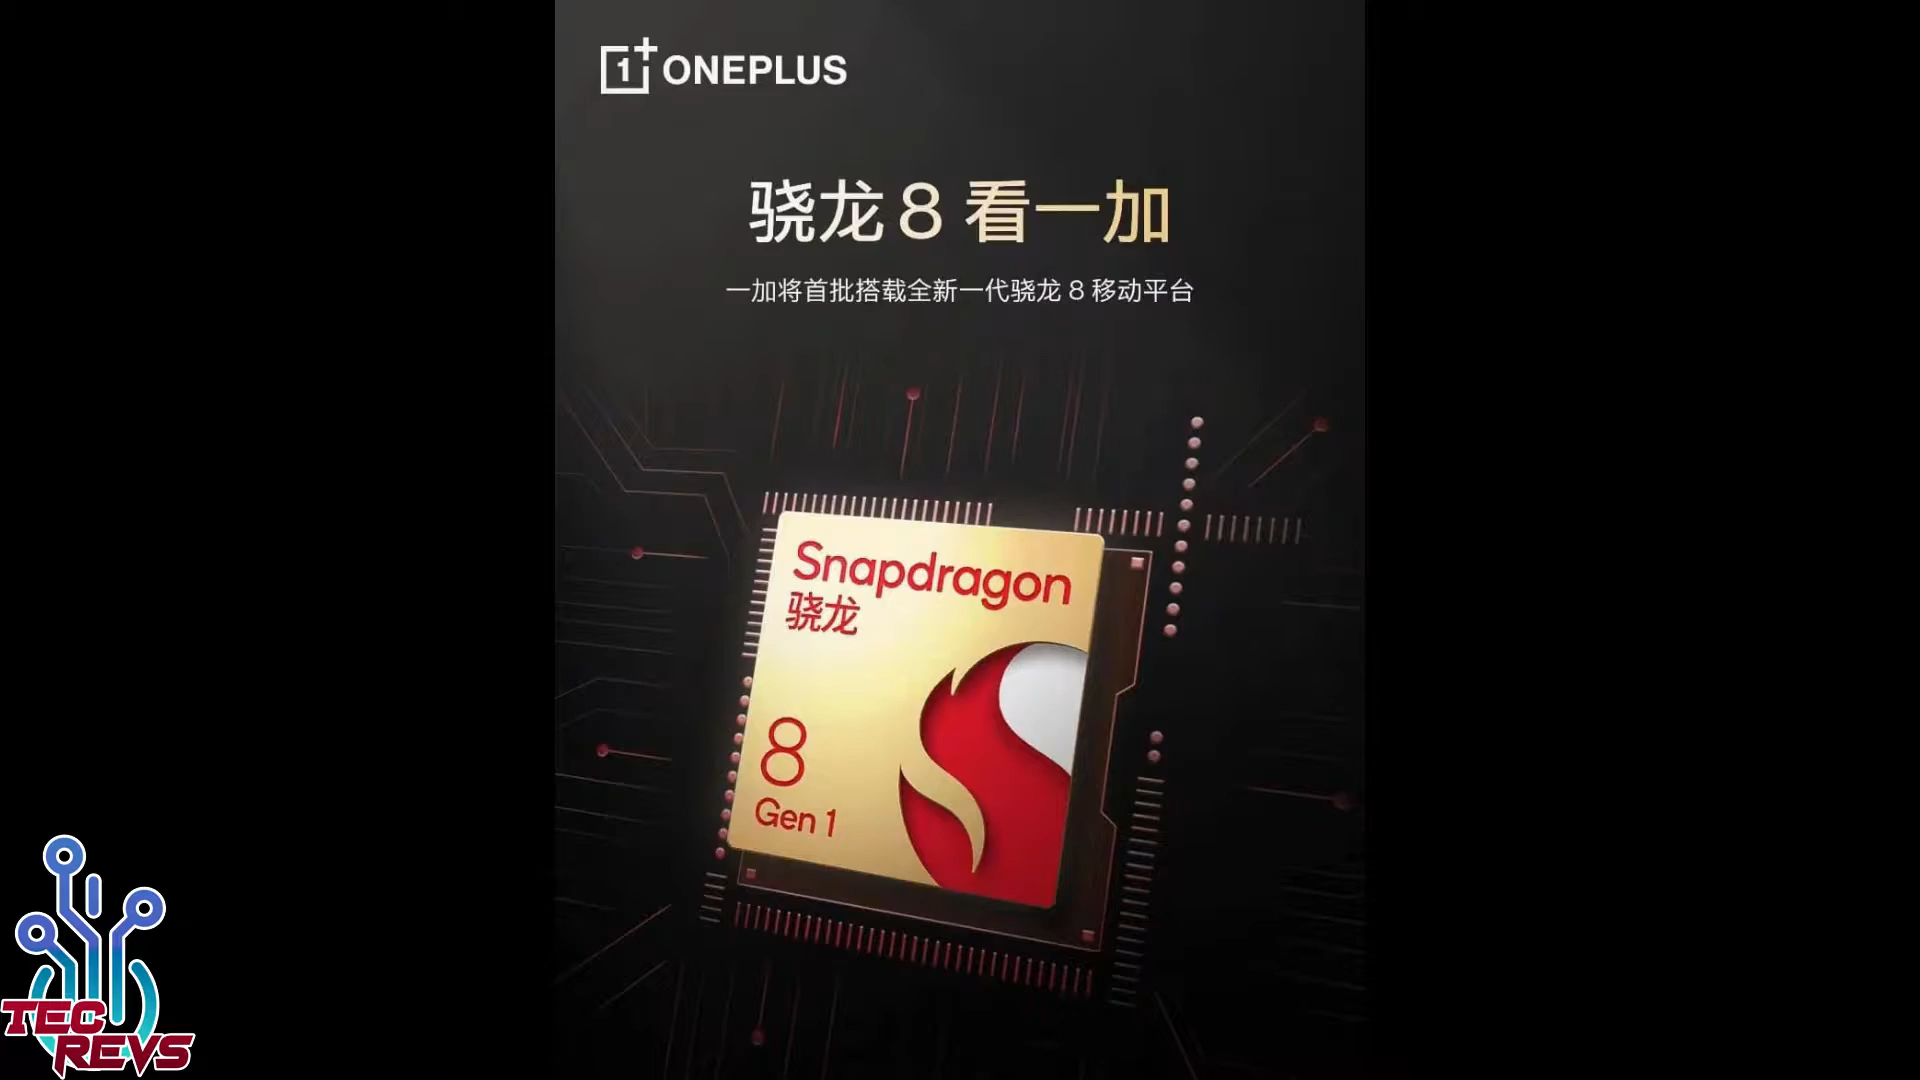 1+ ONEPLUS
骁龙 8 看一加
一加将首批搭载全新一代骁龙 8 移动平台
Snapdragon
骁龙
8
Gen 1
TEC
REVS